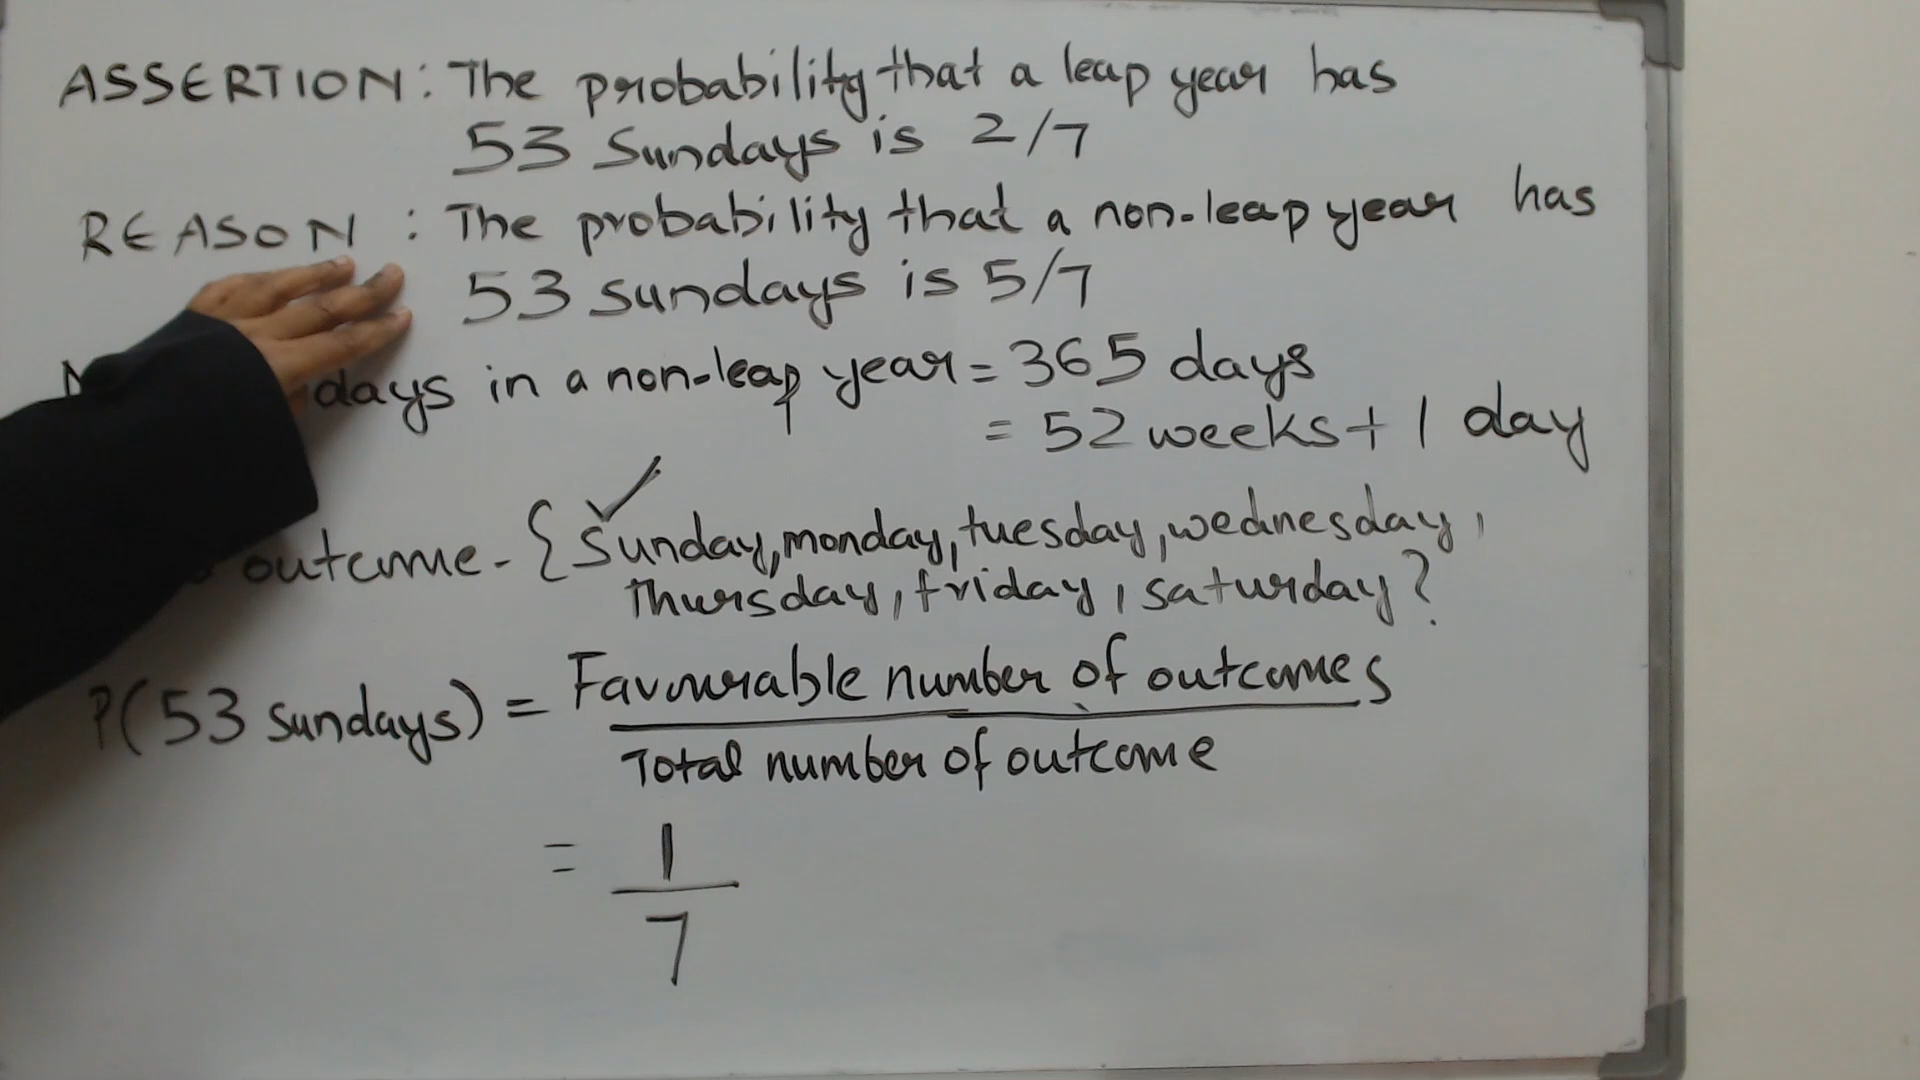 ASSERTION: The probability that a leap year has
53 Sundays is 2/7
REASON : The probability that a non-leap year has
53 sundays is 5/7
days in a non-leap year = 365 days
= 52 weeks + 1 day
outcome - {Sunday, monday, tuesday, wednesday,
Thursday, friday, saturday?
P(53 sundays) = Favourable number of outcomes
Total number of outcome
= 1
7